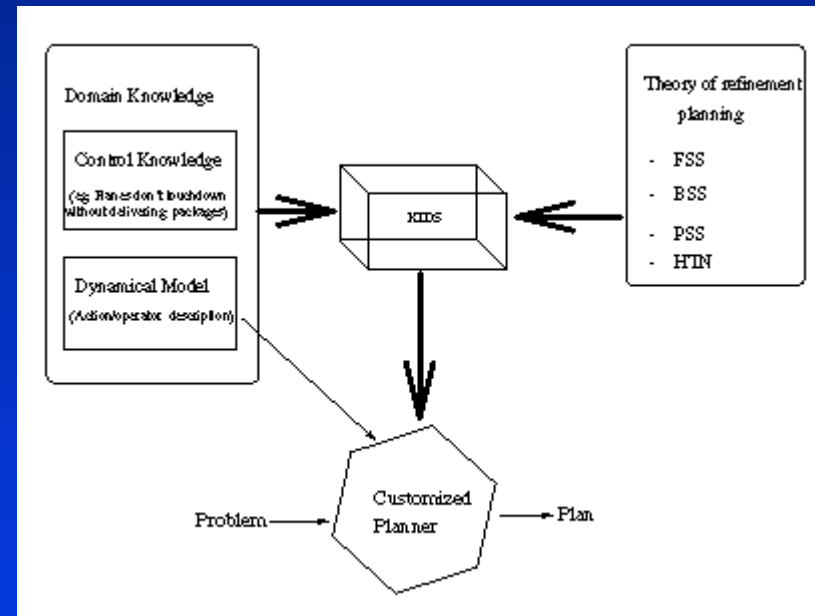 Domain Knowledge
Control Knowledge
(eg. Planes don't touchdown
without delivering packages)
Dynamical Model
(Action/operator description)
KIDS
Theory of refinement
planning
- FSS
- BSS
- PSS
- HTN
Problem
Customized
Planner
Plan